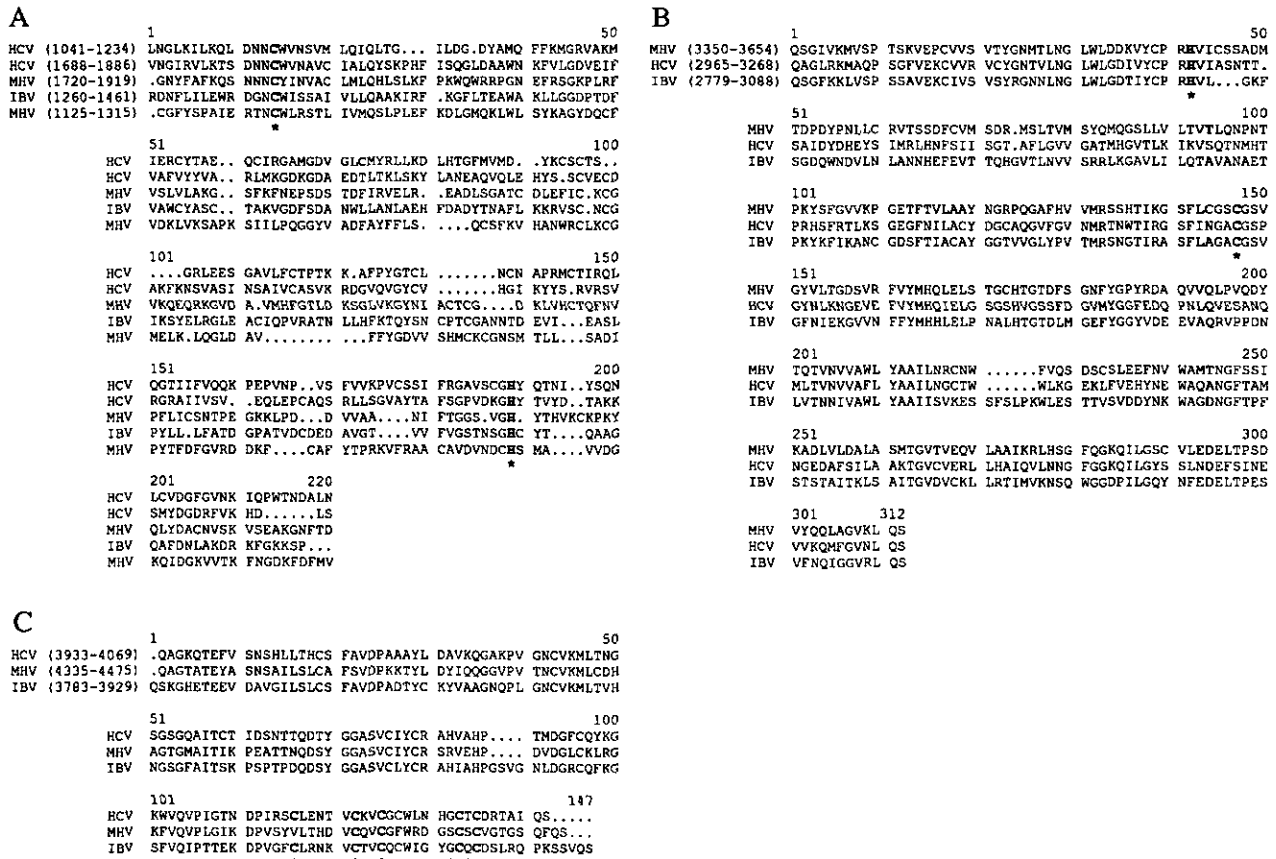 A
1 50
HCV (1041-1234) LNGLKILKQL DNNCWVNSVM LQIQLTG... ILDG.DYAMQ FFKMGRVAKM
HCV (1688-1886) VNGIRVLKTS DNNCWVNAVC IALQYSKPHF ISQGLDAAWN KFVLGDVEIF
MHV (1720-1919) .GNYFAFKQS NNNCYINVAC LMLQHLSLKF PKWQWRRPGN EFRSGKPLRF
IBV (1260-1461) RDNFLILEWR DGNCWISSAI VLLQAAKIRF .KGFLTEAWA KLLGGDPTDF
MHV (1125-1315) .CGFYSPAIE RTNCWLRSTL IVMQSLPLEF KDLGMQKLWL SYKAGYDQCF
*
51 100
HCV IERCYTAE.. QCIRGAMGDV GLCMYRLLKD LHTGFMVMD. .YKCSCTS..
HCV VAFVYYVA.. RLMKGDKGDA EDTLTKLSKY LANEAQVQLE HYS.SCVECD
MHV VSLVLAKG.. SFKFNEPSDS TDFIRVELR. .EADLSGATC DLEFIC.KCG
IBV VAWCYASC.. TAKVGDFSDA NWLLANLAEH FDADYTNAFL KKRVSC.NCG
MHV VDKLVKSAPK SIILPQGGYV ADFAYFFLS. ....QCSFKV HANWRCLKCG
101 150
HCV ....GRLEES GAVLFCTPTK K.AFPYGTCL .......NCN APRMCTIRQL
HCV AKFKNSVASI NSAIVCASVK RDGVQVGYCV .......HGI KYYS.RVRSV
MHV VKQEQRKGVD A.VMHFGTLD KSGLVKGYNI ACTCG....D KLVHCTQFNV
IBV IKSYELRGLE ACIQPVRATN LLHFKTQYSN CPTCGANNTD EVI...EASL
MHV MELK.LQGLD AV........ .FFYGDVV SHMCKCGNSM TLL...SADI
151 200
HCV QGTIIFVQQK PEPVNP..VS FVVKPVCSSI FRGAVSCGHY QTNI..YSQN
HCV RGRAIIVSV. .EQLEPCAQS RLLSGVAYTA FSGPVDKGHY TVYD..TAKK
MHV PFLICSNTPE GKKLPD...D VVAA....NI FTGGS.VGHY YTHVKCKPKY
IBV PYLL.LFATD GPATVDCDED AVGT....VV FVGSTNSGHC YT....QAAG
MHV PYTFDFGVRD DKF....CAF YTPRKVFRAA CAVDVNDCHS MA....VVDG
*
201 220
HCV LCVDGFGVNK IQPWTNDALN
HCV SMYDGDRFVK HD......LS
MHV QLYDACNVSK VSEAKGNFTD
IBV QAFDNLAKDR KFGKKSP...
MHV KQIDGKVVTK FNGDKFDFMV
B
1 50
MHV (3350-3654) QSGIVKMVSP TSKVEPCVVS VTYGNMTLNG LWLDDKVYCP RHVICSSADM
HCV (2965-3268) QAGLRKMAQP SGFVEKCVVR VCYGNTVLNG LWLGDIVYCP RHVIASNTT.
IBV (2779-3088) QSGFKKLVSP SSAVEKCIVS VSYRGNNLNG LWLGDTIYCP RHVL...GKF
*
51 100
MHV TDPDYPNLLC RVTSSDFCVM SDR.MSLTVM SYQMQGSLLV LTVTLQNPNT
HCV SAIDYDHEYS IMRLHNFSII SGT.AFLGVV GATMHGVTLK IKVSQTNMHT
IBV SGDQWNDVLN LANNHEFEVT TQHGVTLNVV SRRLKGAVLI LQTAVANAET
101 150
MHV PKYSFGVVKP GETFTVLAAY NGRPQGAFHV VMRSSHTIKG SFLCGSCGSV
HCV PRHSFRTLKS GEGFNILACY DGCAQGVFGV NMRTNWTIRG SFINGACGSP
IBV PKYKFIKANC GDSFTIACAY GGTVVGLYPV TMRSNGTIRA SFLAGACGSV
*
151 200
MHV GYVLTGDSVR FVYMHQLELS TGCHTGTDFS GNFYGPYRDA QVVQLPVQDY
HCV GYNLKNGEVE FVYMHQIELG SGSHVGSSFD GVMYGGFEDQ PNLQVESANQ
IBV GFNIEKGVVN FFYMHHLELP NALHTGTDLM GEFYGGYVDE EVAQRVPPDN
201 250
MHV TQTVNVVAWL YAAILNRCNW ......FVQS DSCSLEEFNV WAMTNGFSSI
HCV MLTVNVVAFL YAAILNGCTW ......WLKG EKLFVEHYNE WAQANGFTAM
IBV LVTNNIVAWL YAAIISVKES SFSLPKWLES TTVSVDDYNK WAGDNGFTPF
251 300
MHV KADLVLDALA SMTGVTVEQV LAAIKRLHSG FQGKQILGSC VLEDELTPSD
HCV NGEDAFSILA AKTGVCVERL LHAIQVLNNG FGGKQILGYS SLNDEFSINE
IBV STSTAITKLS AITGVDVCKL LRTIMVKNSQ WGGDPILGQY NFEDELTPES
301 312
MHV VYQQLAGVKL QS
HCV VVKQMFGVNL QS
IBV VFNQIGGVRL QS
C
1 50
HCV (3933-4069) .QAGKQTEFV SNSHLLTHCS FAVDPAAAYL DAVKQGAKPV GNCVKMLTNG
MHV (4335-4475) .QAGTATEYA SNSAILSLCA FSVDPKKTYL DYIQQGGVPV TNCVKMLCDH
IBV (3783-3929) QSKGHETEEV DAVGILSLCS FAVDPADTYC KYVAAGNQPL GNCVKMLTVH
51 100
HCV SGSGQAITCT IDSNTTQDTY GGASVCIYCR AHVAHP.... TMDGFCQYKG
MHV AGTGMAITIK PEATTNQDSY GGASVCIYCR SRVEHP.... DVDGLCKLRG
IBV NGSGFAITSK PSPTPDQDSY GGASVCLYCR AHIAHPGSVG NLDGRCQFKG
101 147
HCV KWVQVPIGTN DPIRSCLENT VCKVCGCWLN HGCTCDRTAI QS.....
MHV KFVQVPLGIK DPVSYVLTHD VCQVCGFWRD GSCSCVGTGS QFQS...
IBV SFVQIPTTEK DPVGFCLRNK VCTVCQCWIG YGCQCDSLRQ PKSSVQS